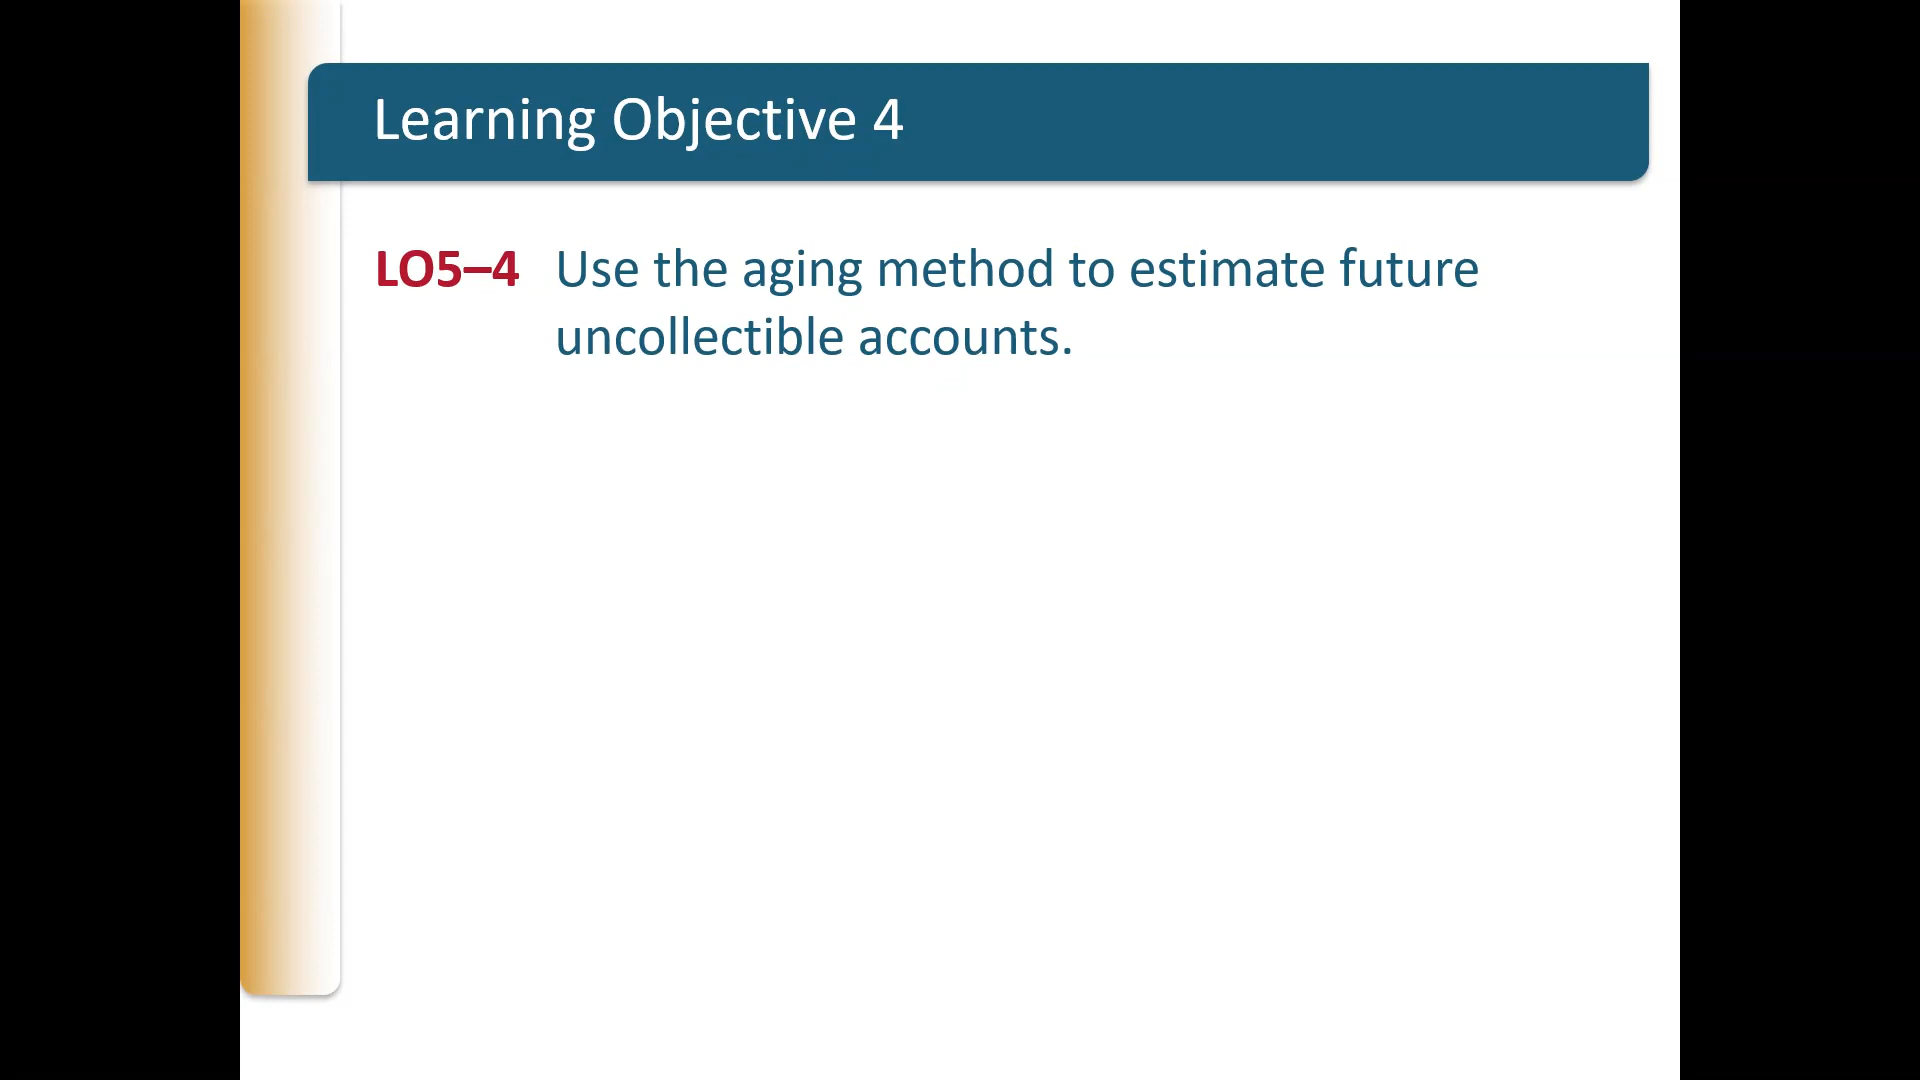 Learning Objective 4
LO5–4 Use the aging method to estimate future
uncollectible accounts.